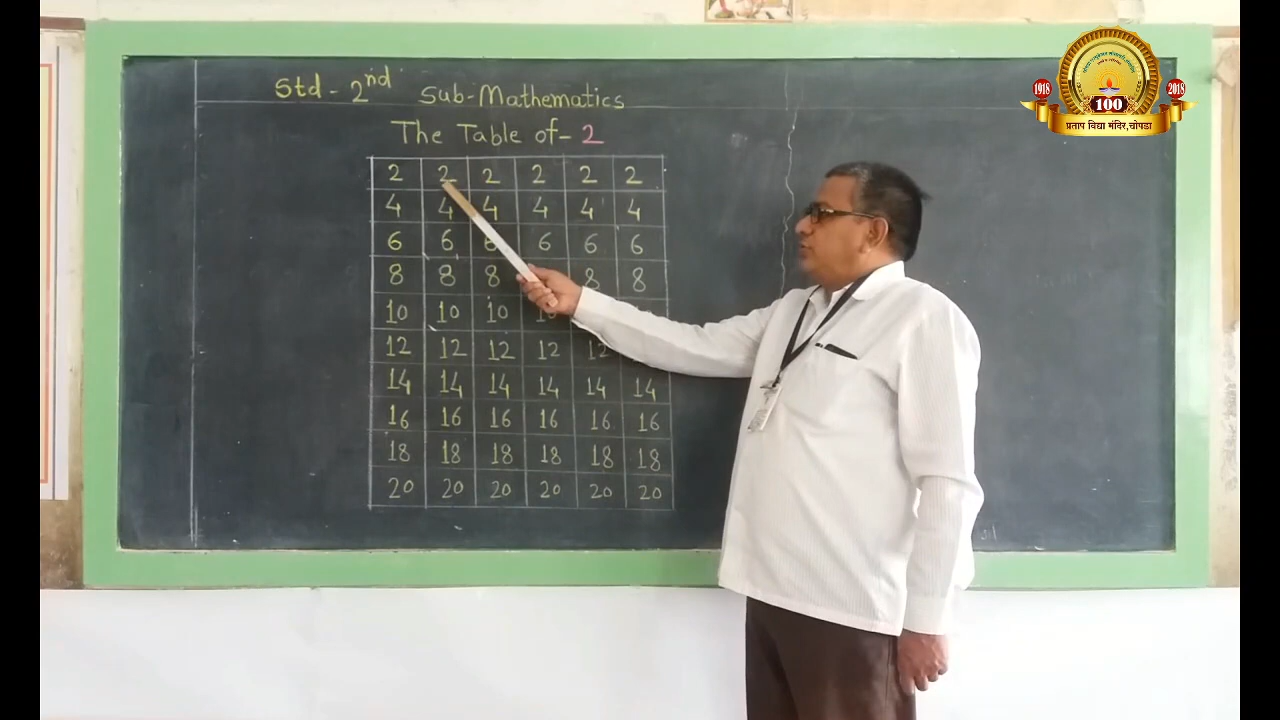 Std - 2nd Sub-Mathematics
The Table of- 2
2 2 2 2 2 2
4 4 4 4 4 4
6 6 6 6 6 6
8 8 8 8 8
10 10 10 10
12 12 12 12 12
14 14 14 14 14 14
16 16 16 16 16 16
18 18 18 18 18 18
20 20 20 20 20 20
1918 2018
100
प्रताप विद्या मंदिर,चोपडा